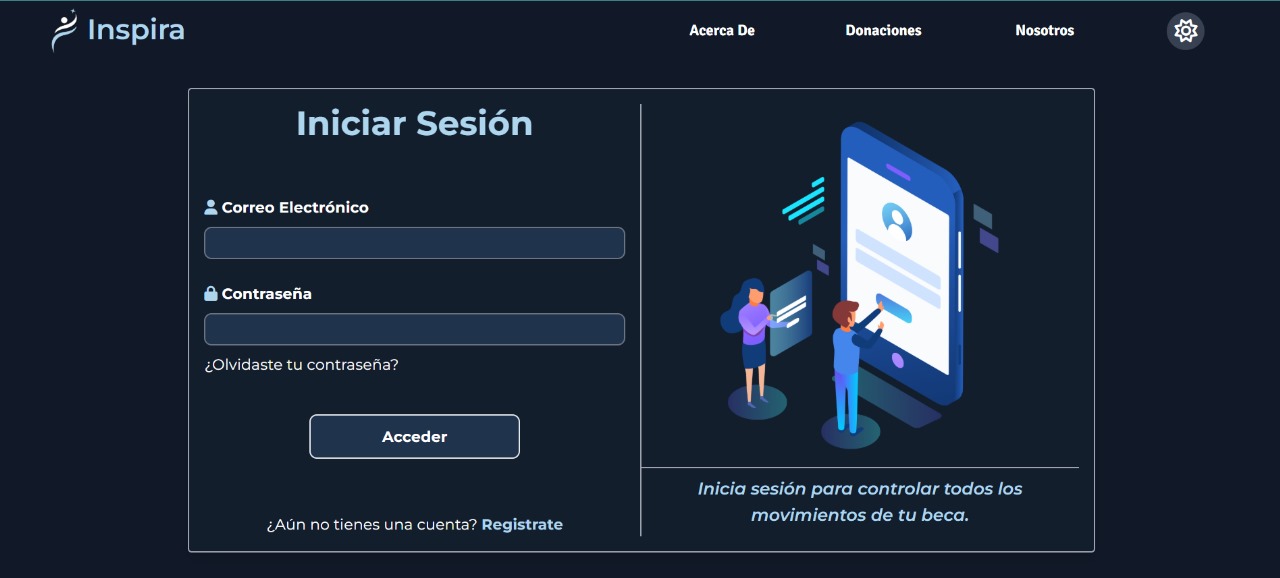 Inspira
Acerca De
Donaciones
Nosotros
Iniciar Sesión
Correo Electrónico
Contraseña
¿Olvidaste tu contraseña?
Acceder
¿Aún no tienes una cuenta? Registrate
Inicia sesión para controlar todos los
movimientos de tu beca.